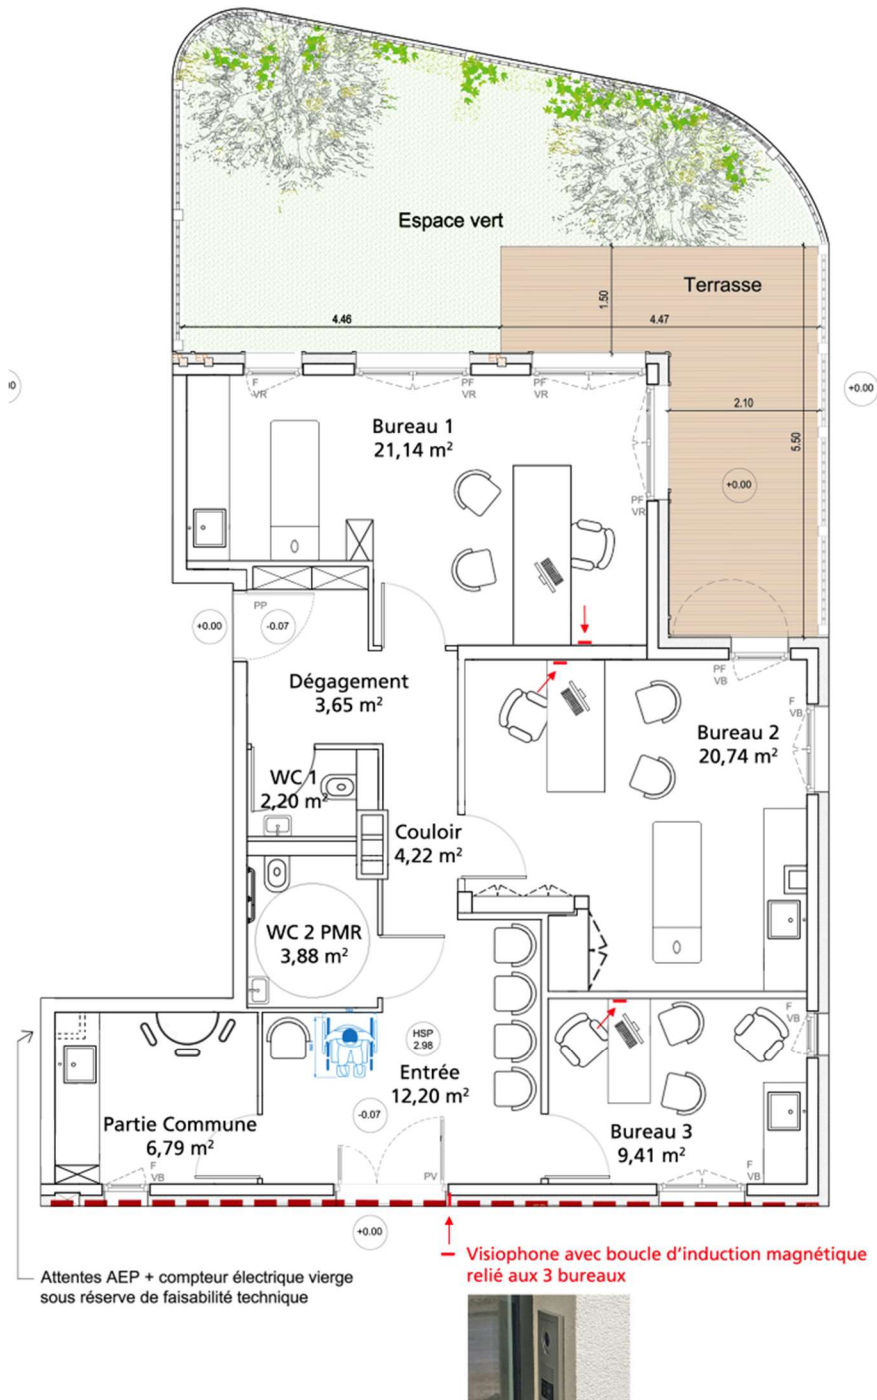 Espace vert
Terrasse
1.50
4.46
4.47
+0.00
F
VR
PF
VR
PF
VR
2.10
5.50
Bureau 1
21,14 m²
+0.00
PF
VR
PP
+0.00
-0.07
Dégagement
3,65 m²
PF
VB
F
VB
Bureau 2
20,74 m²
WC 1
2,20 m²
Couloir
4,22 m²
WC 2 PMR
3,88 m²
F
VB
HSP
2.98
Entrée
12,20 m²
-0.07
Partie Commune
6,79 m²
Bureau 3
9,41 m²
F
VB
PV
F
VB
+0.00
Visiophone avec boucle d'induction magnétique
relié aux 3 bureaux
Attentes AEP + compteur électrique vierge
sous réserve de faisabilité technique